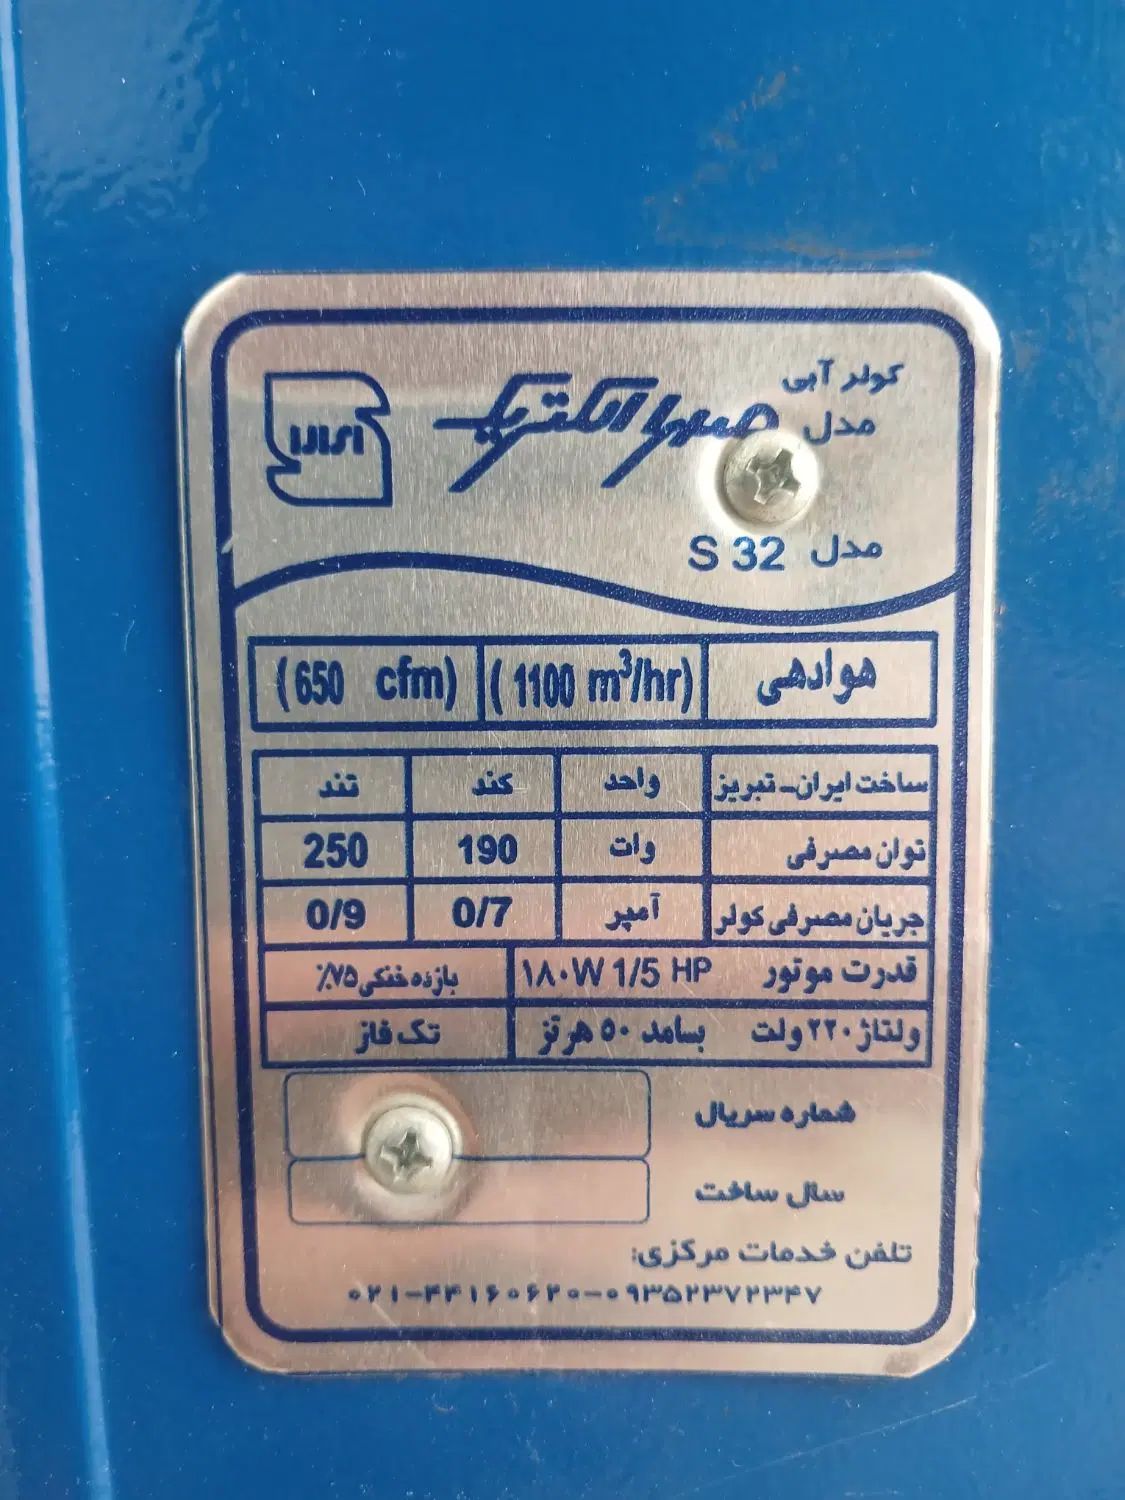 کولر آبی
مدل
الکتریک
مدل S 32
هوادهی (1100 m³/hr) (650 cfm)
ساخت ایران-تبریز واحد کند تند
توان مصرفی وات 190 250
جریان مصرفی کولر آمپر 0/7 0/9
قدرت موتور ۱۸۰W 1/5 HP بازده خنکی ۷۵٪
ولتاژ ۲۲۰ ولت بسامد ۵۰ هرتز تک فاز
شماره سریال
سال ساخت
تلفن خدمات مرکزی:
۰۲۱-۴۴۱۶۰۶۲۰-۰۹۳۵۲۳۷۲۳۴۷